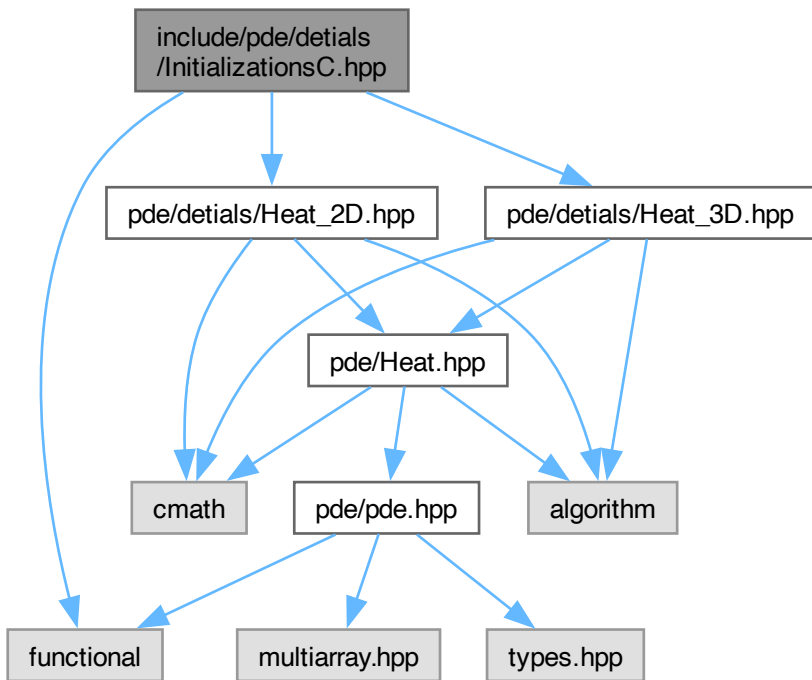 include/pde/detials
/InitializationsC.hpp
pde/detials/Heat_2D.hpp
pde/detials/Heat_3D.hpp
pde/Heat.hpp
cmath
pde/pde.hpp
algorithm
functional
multiarray.hpp
types.hpp